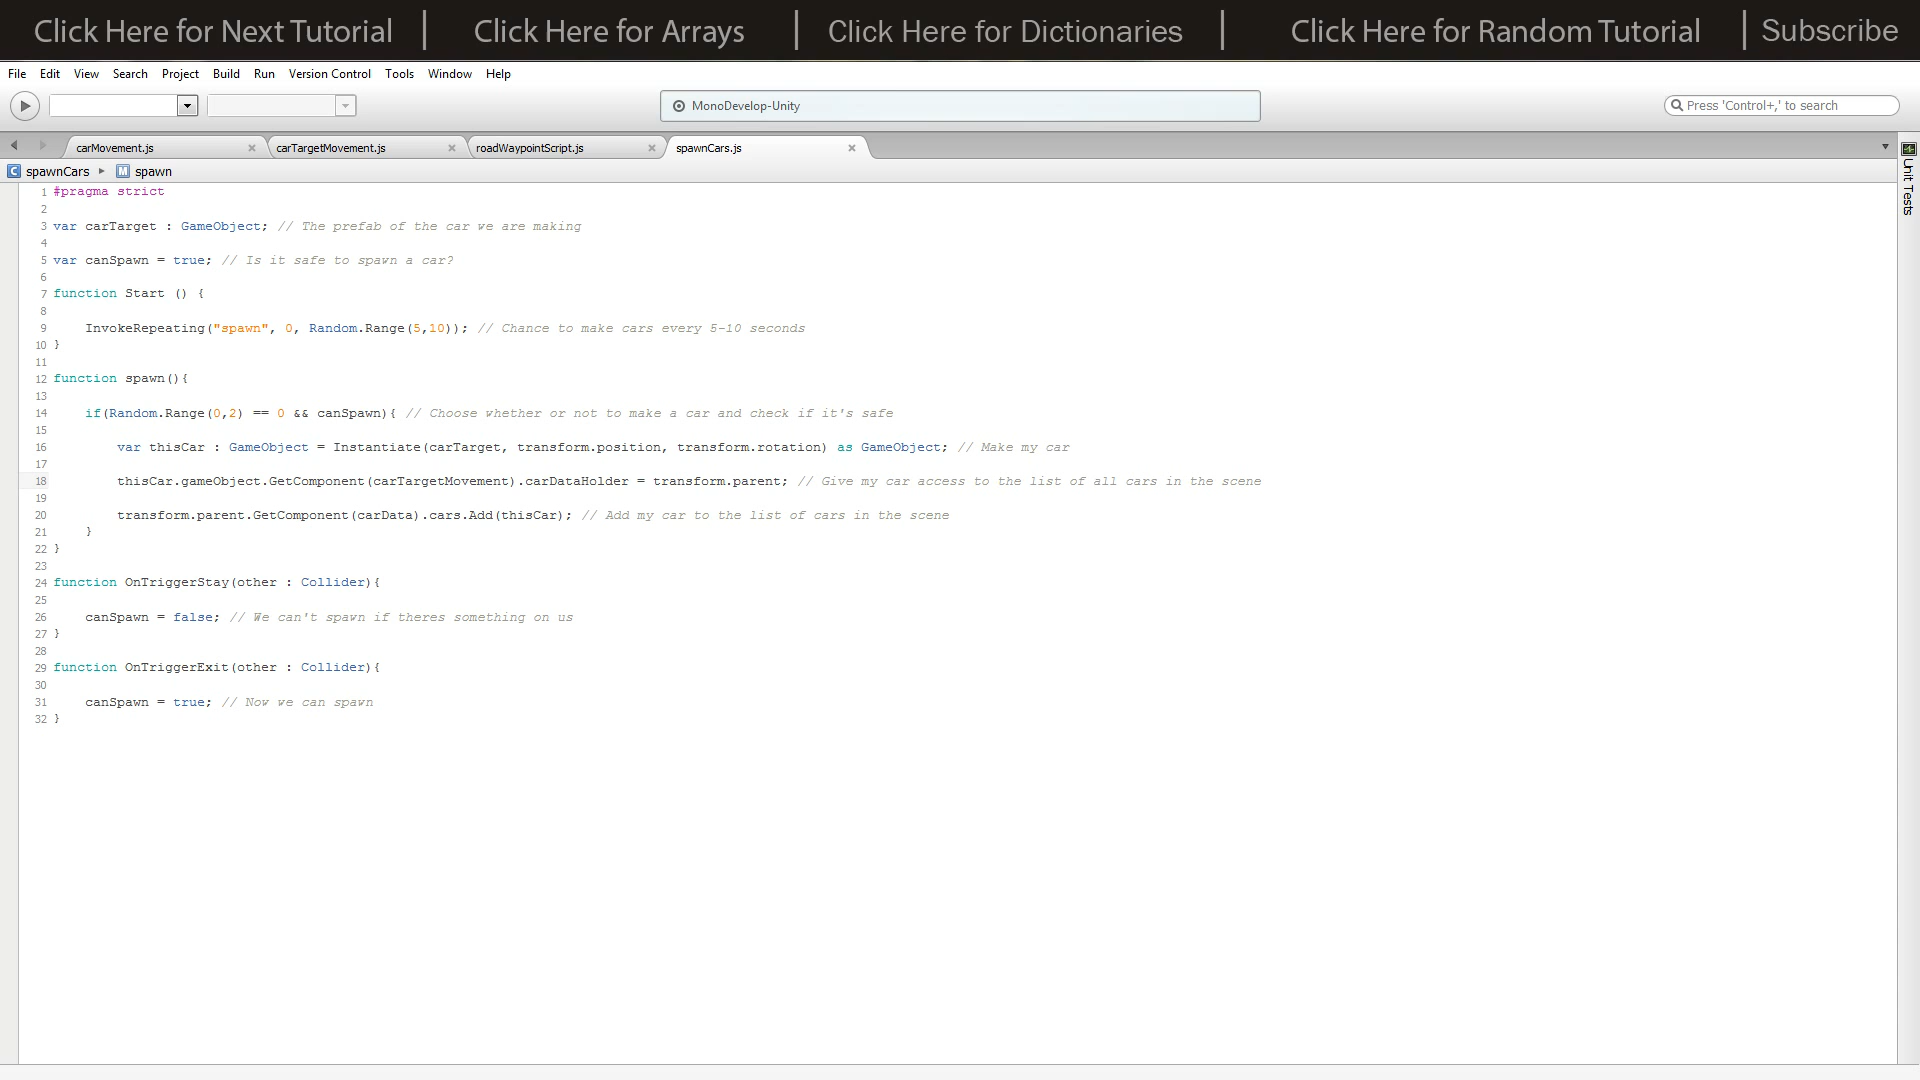 Click Here for Next Tutorial | Click Here for Arrays | Click Here for Dictionaries | Click Here for Random Tutorial | Subscribe
File Edit View Search Project Build Run Version Control Tools Window Help
MonoDevelop-Unity
Press 'Control+,' to search
carMovement.js carTargetMovement.js roadWaypointScript.js spawnCars.js
C spawnCars M spawn
Unit Tests
1 #pragma strict
2
3 var carTarget : GameObject; // The prefab of the car we are making
4
5 var canSpawn = true; // Is it safe to spawn a car?
6
7 function Start () {
8
9     InvokeRepeating("spawn", 0, Random.Range(5,10)); // Chance to make cars every 5-10 seconds
10 }
11
12 function spawn(){
13
14     if(Random.Range(0,2) == 0 && canSpawn){ // Choose whether or not to make a car and check if it's safe
15
16         var thisCar : GameObject = Instantiate(carTarget, transform.position, transform.rotation) as GameObject; // Make my car
17
18         thisCar.gameObject.GetComponent(carTargetMovement).carDataHolder = transform.parent; // Give my car access to the list of all cars in the scene
19
20         transform.parent.GetComponent(carData).cars.Add(thisCar); // Add my car to the list of cars in the scene
21     }
22 }
23
24 function OnTriggerStay(other : Collider){
25
26     canSpawn = false; // We can't spawn if theres something on us
27 }
28
29 function OnTriggerExit(other : Collider){
30
31     canSpawn = true; // Now we can spawn
32 }